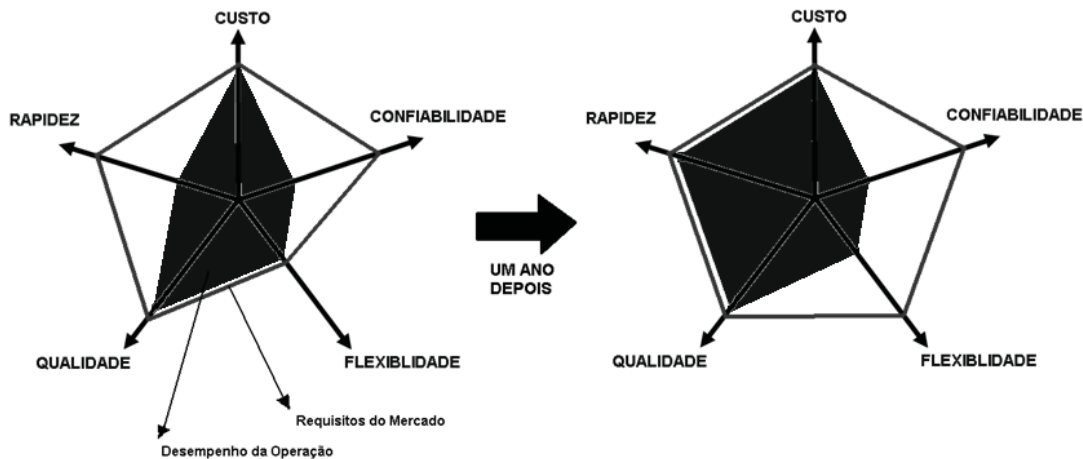 CUSTO
RAPIDEZ
CONFIABILIDADE
QUALIDADE
FLEXIBLIDADE
Requisitos do Mercado
Desempenho da Operação
UM ANO
DEPOIS
CUSTO
RAPIDEZ
CONFIABILIDADE
QUALIDADE
FLEXIBLIDADE